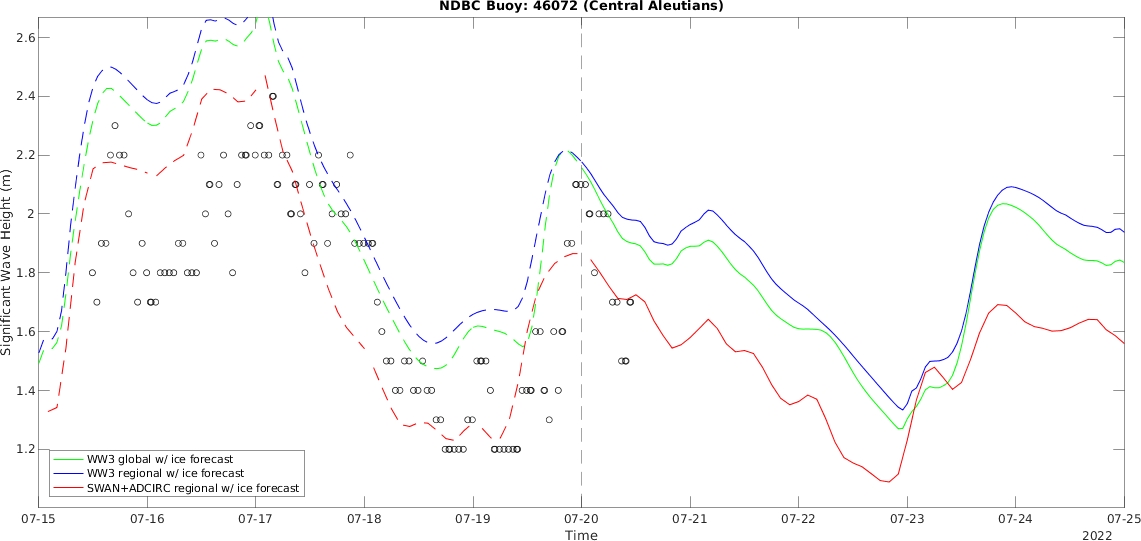 NDBC Buoy: 46072 (Central Aleutians)
Significant Wave Height (m)
2.6
2.4
2.2
2
1.8
1.6
1.4
1.2
WW3 global w/ ice forecast
WW3 regional w/ ice forecast
SWAN+ADCIRC regional w/ ice forecast
07-15 07-16 07-17 07-18 07-19 07-20 07-21 07-22 07-23 07-24 07-25
Time
2022